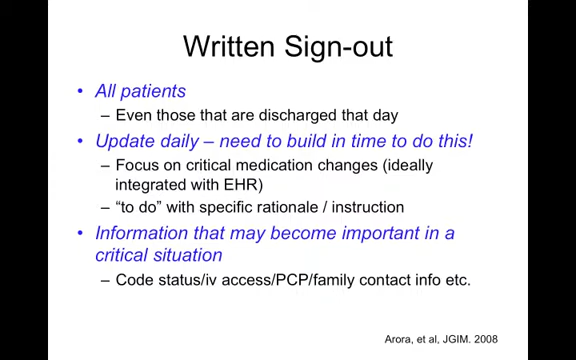 Written Sign-out
• All patients
– Even those that are discharged that day
• Update daily – need to build in time to do this!
– Focus on critical medication changes (ideally
integrated with EHR)
– “to do” with specific rationale / instruction
• Information that may become important in a
critical situation
– Code status/iv access/PCP/family contact info etc.
Arora, et al, JGIM. 2008